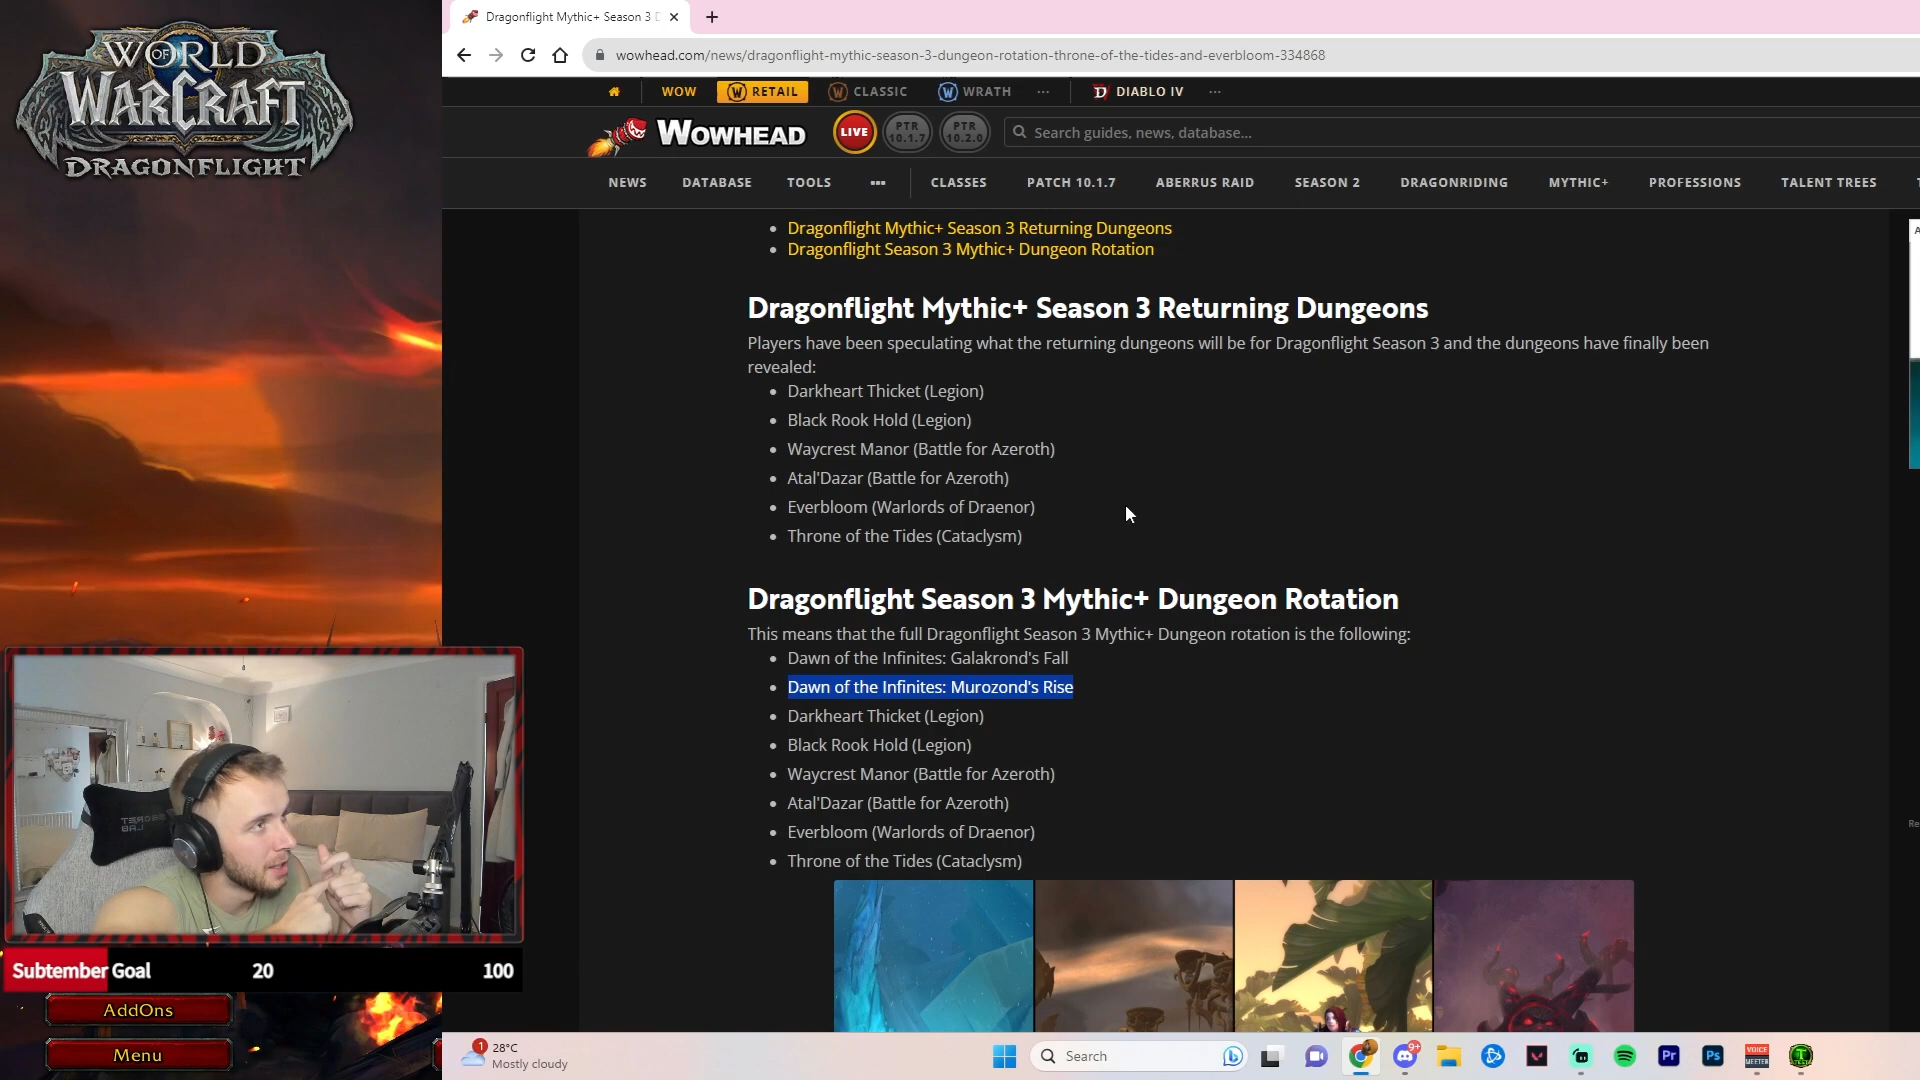 WORLD OF WARCRAFT
DRAGONFLIGHT
Dragonflight Mythic+ Season 3 D
wowhead.com/news/dragonflight-mythic-season-3-dungeon-rotation-throne-of-the-tides-and-everbloom-334868
WOW
RETAIL
CLASSIC
WRATH
DIABLO IV
WOWHEAD
LIVE
PTR 10.1.7
PTR 10.2.0
Search guides, news, database...
NEWS
DATABASE
TOOLS
CLASSES
PATCH 10.1.7
ABERRUS RAID
SEASON 2
DRAGONRIDING
MYTHIC+
PROFESSIONS
TALENT TREES
Dragonflight Mythic+ Season 3 Returning Dungeons
Dragonflight Season 3 Mythic+ Dungeon Rotation
Dragonflight Mythic+ Season 3 Returning Dungeons
Players have been speculating what the returning dungeons will be for Dragonflight Season 3 and the dungeons have finally been
revealed:
Darkheart Thicket (Legion)
Black Rook Hold (Legion)
Waycrest Manor (Battle for Azeroth)
Atal'Dazar (Battle for Azeroth)
Everbloom (Warlords of Draenor)
Throne of the Tides (Cataclysm)
Dragonflight Season 3 Mythic+ Dungeon Rotation
This means that the full Dragonflight Season 3 Mythic+ Dungeon rotation is the following:
Dawn of the Infinites: Galakrond's Fall
Dawn of the Infinites: Murozond's Rise
Darkheart Thicket (Legion)
Black Rook Hold (Legion)
Waycrest Manor (Battle for Azeroth)
Atal'Dazar (Battle for Azeroth)
Everbloom (Warlords of Draenor)
Throne of the Tides (Cataclysm)
Subtember Goal 20 100
AddOns
Menu
1
28°C
Mostly cloudy
Search
9+
Pr
Ps
VOICE MEETER